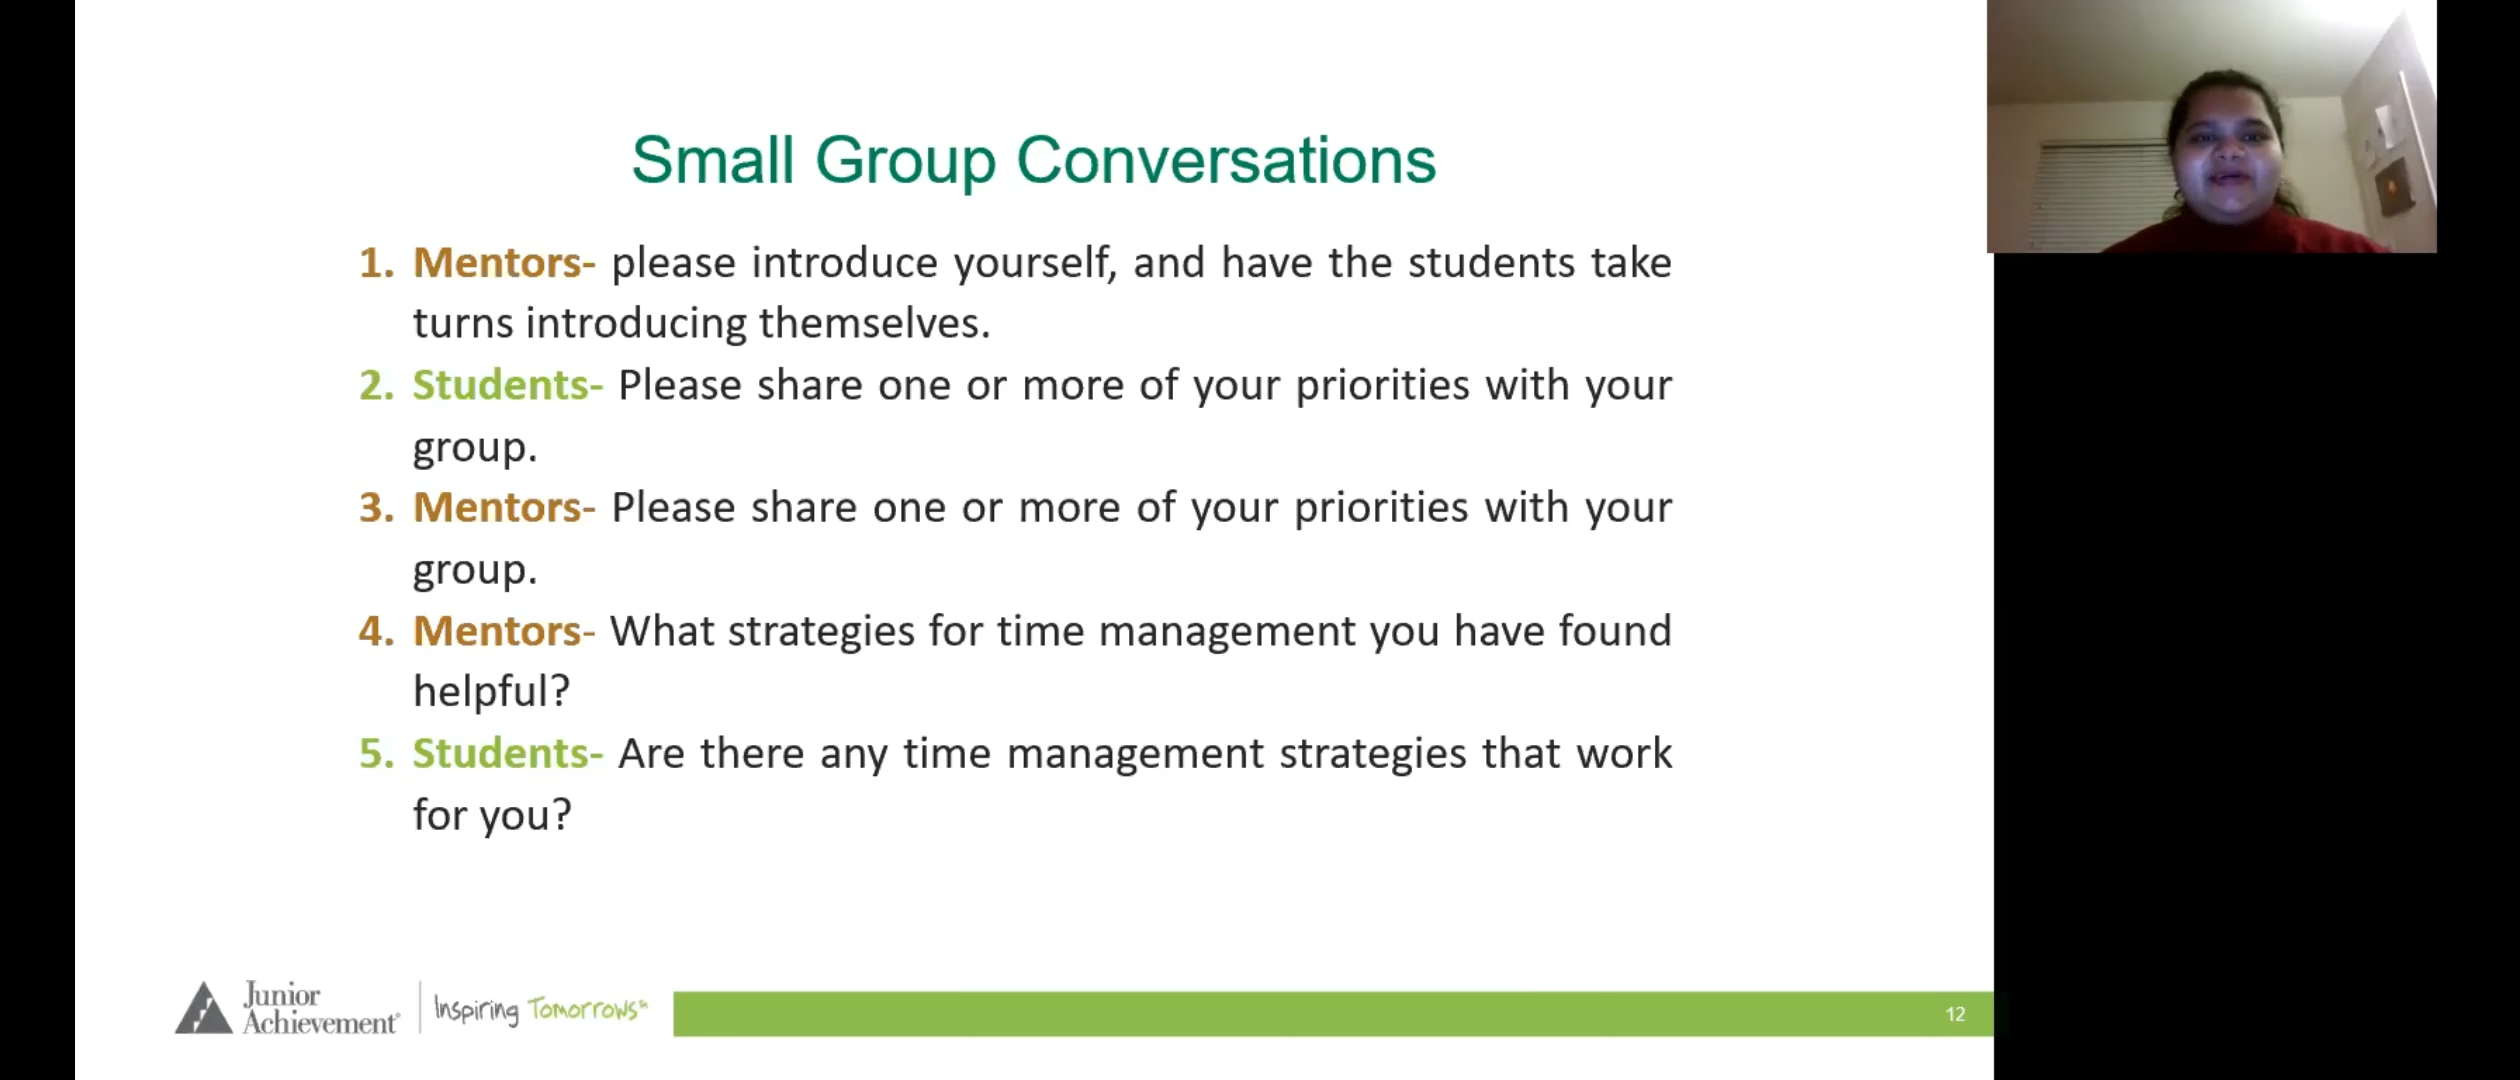 Small Group Conversations
1. Mentors- please introduce yourself, and have the students take
turns introducing themselves.
2. Students- Please share one or more of your priorities with your
group.
3. Mentors- Please share one or more of your priorities with your
group.
4. Mentors- What strategies for time management you have found
helpful?
5. Students- Are there any time management strategies that work
for you?
Junior
Achievement®
Inspiring Tomorrows℠
12